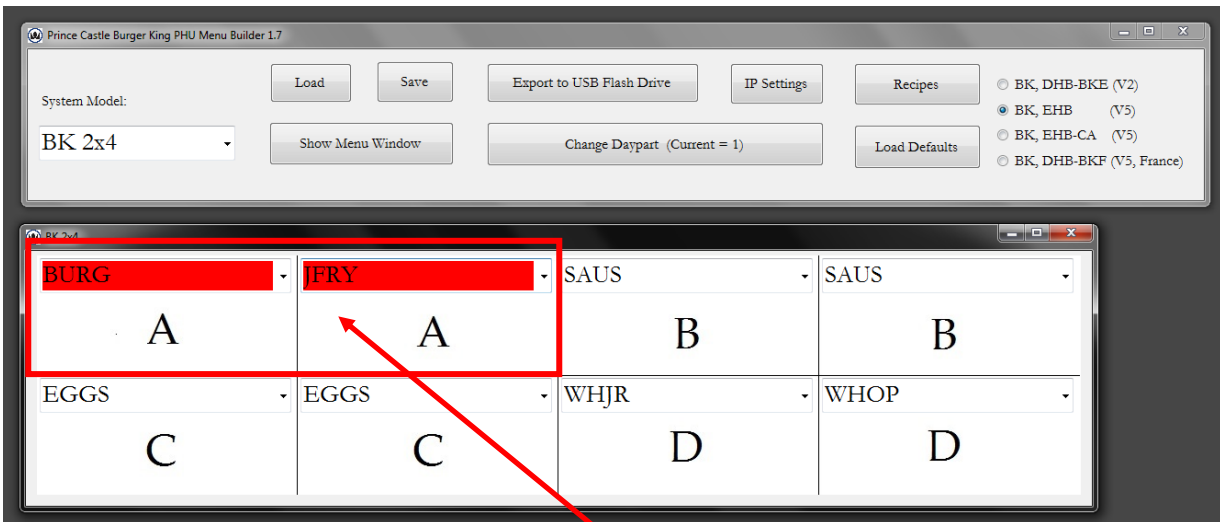 Prince Castle Burger King PHU Menu Builder 1.7
Load Save Export to USB Flash Drive IP Settings Recipes
BK, DHB-BKE (V2)
System Model:
BK, EHB (V5)
BK 2x4 Show Menu Window Change Daypart (Current = 1) Load Defaults
BK, EHB-CA (V5)
BK, DHB-BKF (V5, France)
BK 2x4
BURG JFRY SAUS SAUS
A A B B
EGGS EGGS WHJR WHOP
C C D D